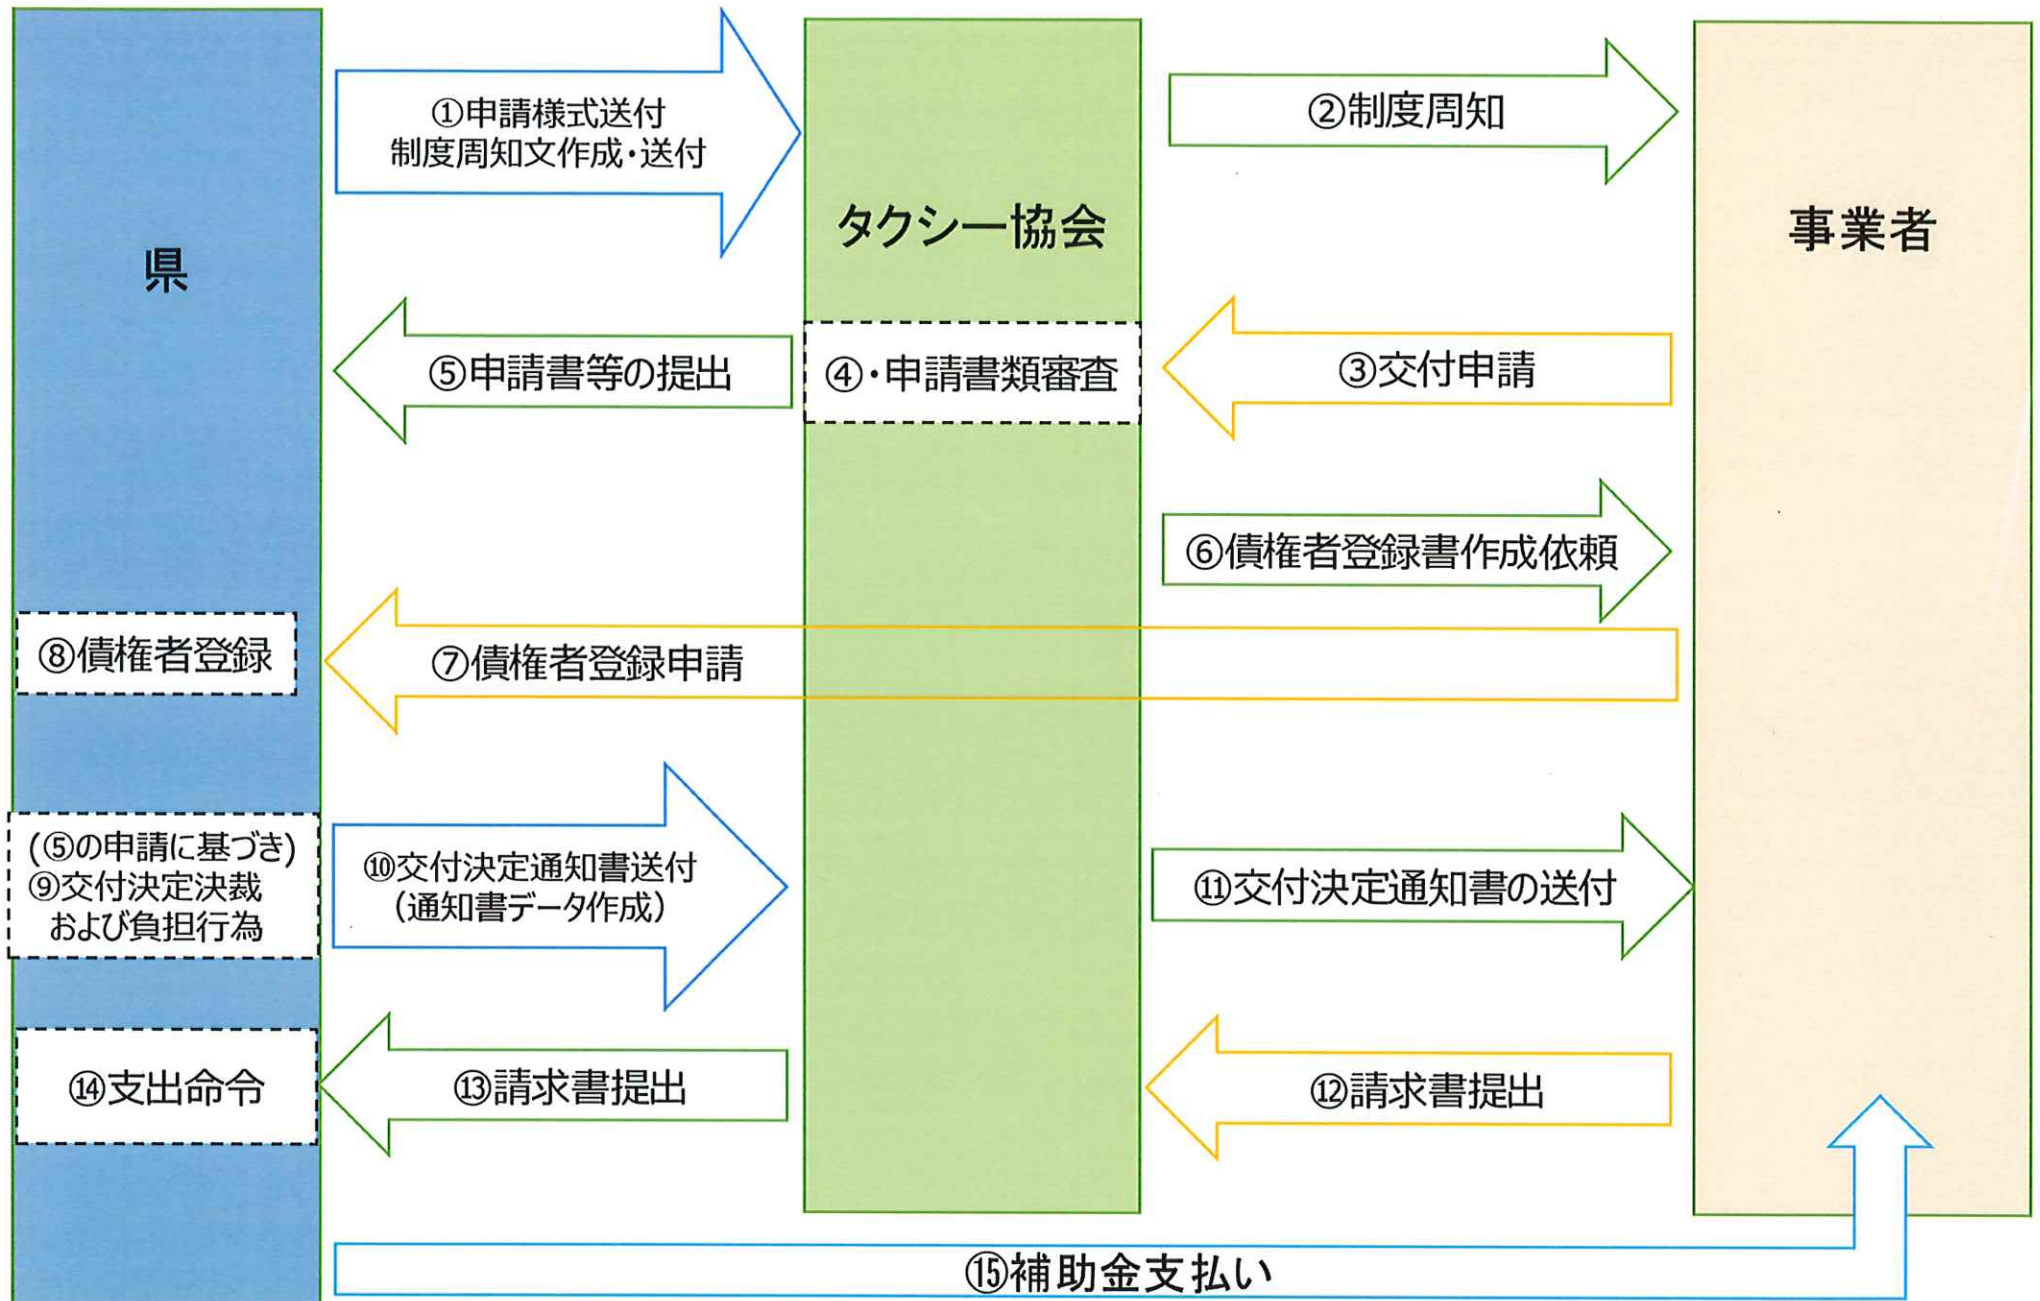 県
タクシー協会
事業者
①申請様式送付
制度周知文作成・送付
②制度周知
③交付申請
④・申請書類審査
⑤申請書等の提出
⑥債権者登録書作成依頼
⑦債権者登録申請
⑧債権者登録
(⑤の申請に基づき)
⑨交付決定決裁
および負担行為
⑩交付決定通知書送付
（通知書データ作成）
⑪交付決定通知書の送付
⑫請求書提出
⑬請求書提出
⑭支出命令
⑮補助金支払い